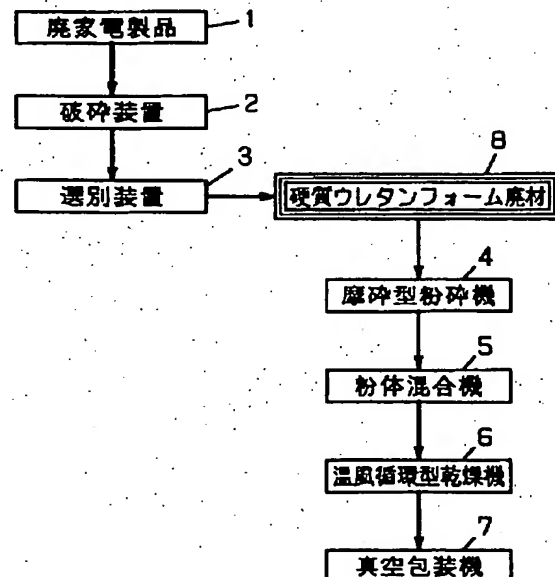 廃家電製品 1
破砕装置 2
選別装置 3
硬質ウレタンフォーム廃材 8
摩砕型粉砕機 4
粉体混合機 5
温風循環型乾燥機 6
真空包装機 7